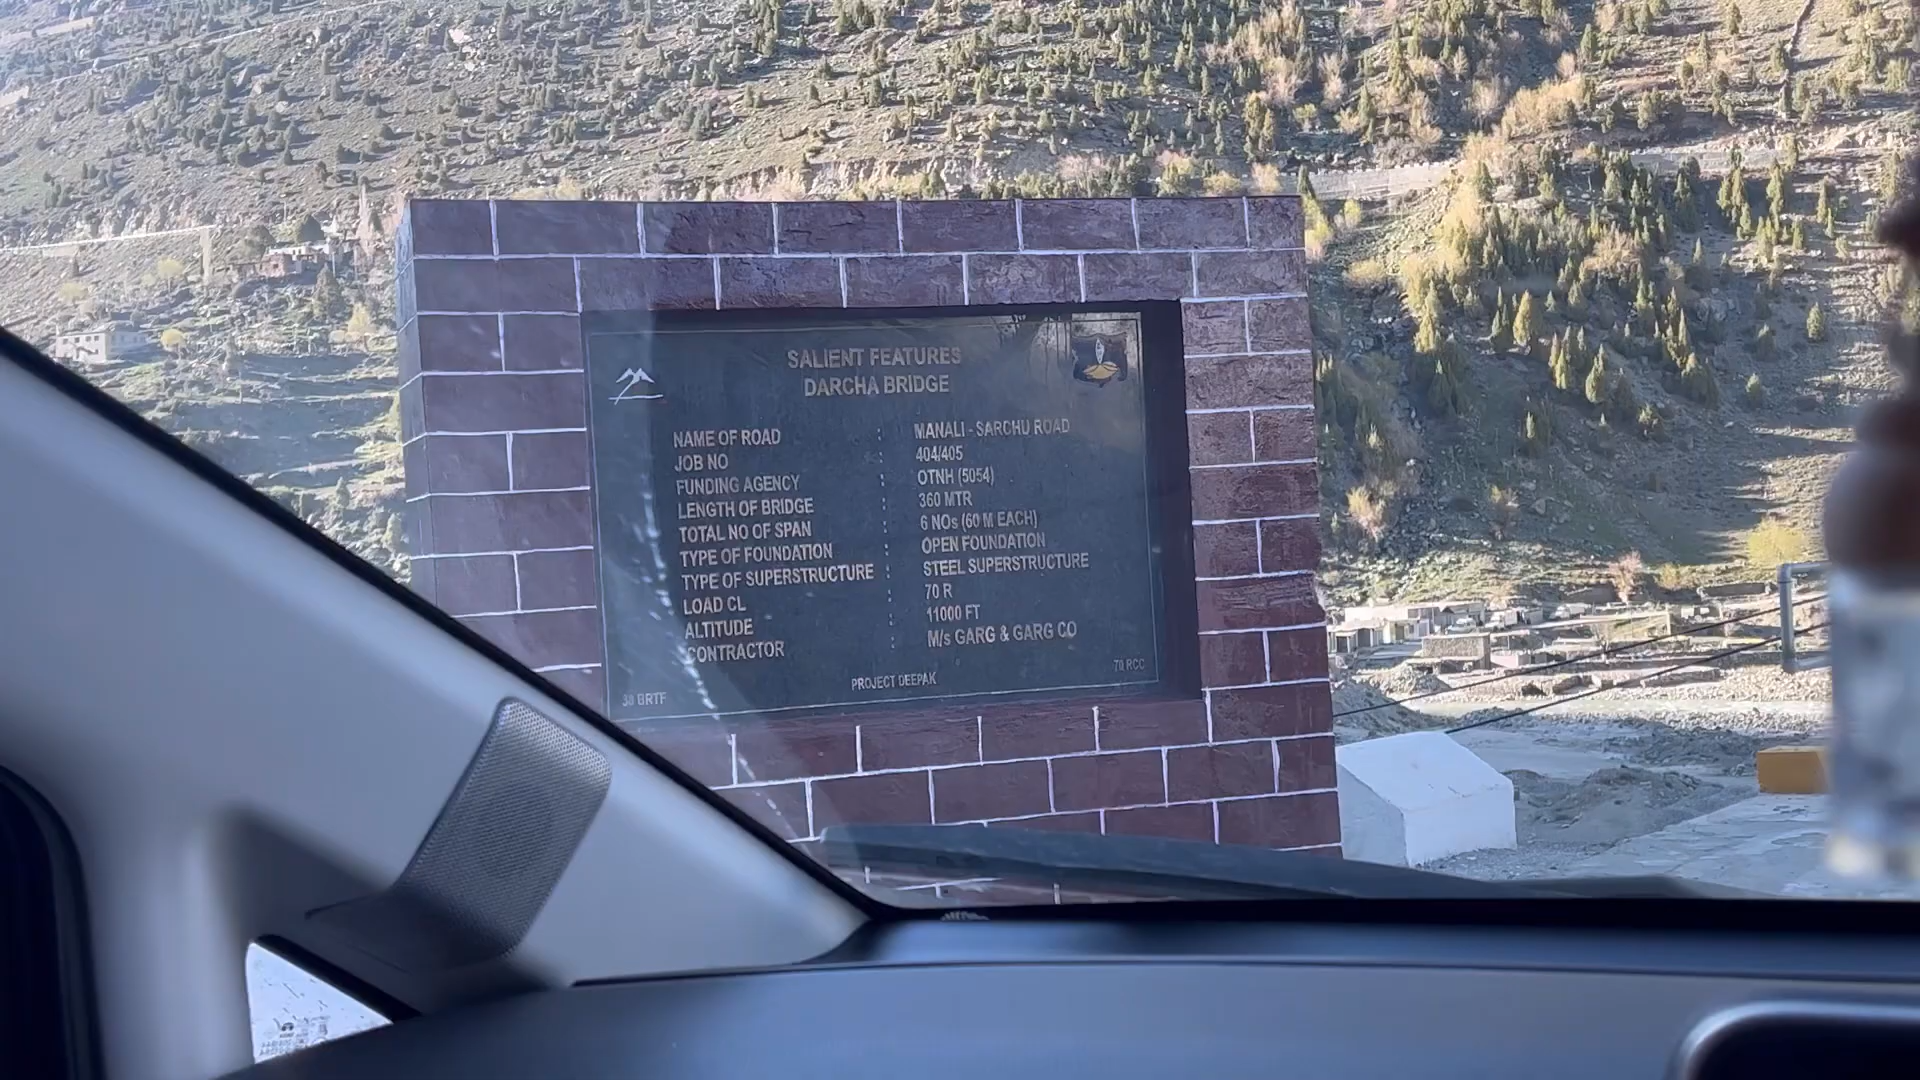 SALIENT FEATURES
DARCHA BRIDGE
NAME OF ROAD : MANALI - SARCHU ROAD
JOB NO : 404/405
FUNDING AGENCY : OTNH (5054)
LENGTH OF BRIDGE : 360 MTR
TOTAL NO OF SPAN : 6 NOs (60 M EACH)
TYPE OF FOUNDATION : OPEN FOUNDATION
TYPE OF SUPERSTRUCTURE : STEEL SUPERSTRUCTURE
LOAD CL : 70 R
ALTITUDE : 11000 FT
CONTRACTOR : M/s GARG & GARG CO
38 BRTF PROJECT DEEPAK 70 RCC